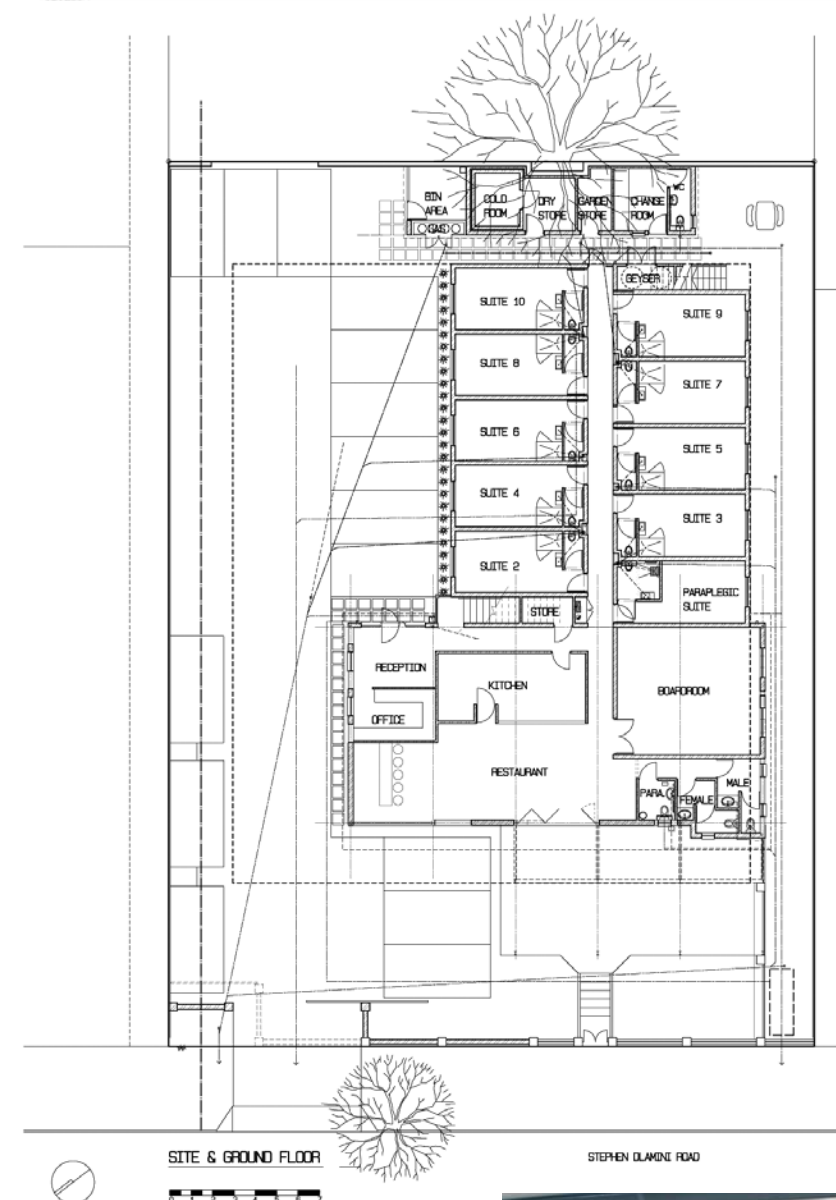 BIN
AREA
GAS
COLD
ROOM
DRY
STORE
GARDEN
STORE
CHANGE
ROOM
WC
GEYSER
SUITE 10
SUITE 9
SUITE 8
SUITE 7
SUITE 6
SUITE 5
SUITE 4
SUITE 3
SUITE 2
PARAPLEGIC
SUITE
STORE
RECEPTION
KITCHEN
BOARDROOM
OFFICE
RESTAURANT
PARA.
FEMALE
MALE
SITE & GROUND FLOOR
STEPHEN DLAMINI ROAD